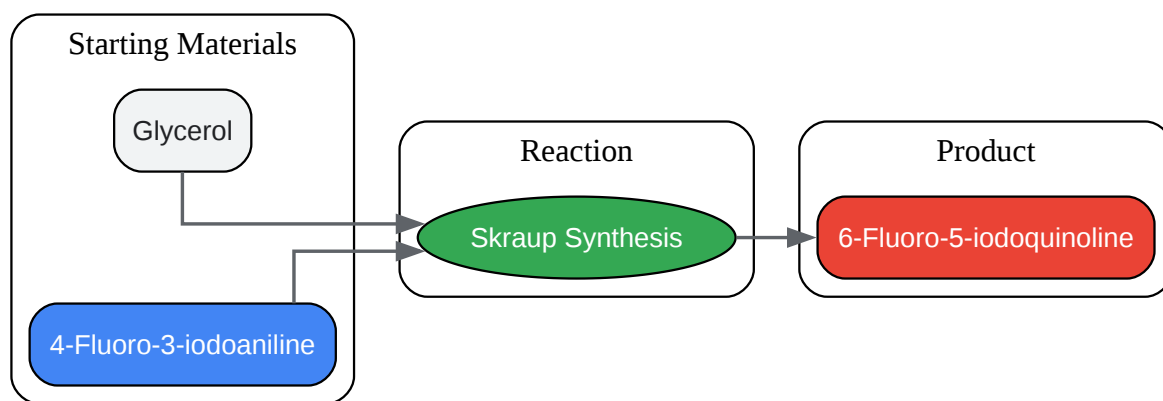 Starting Materials
Glycerol
4-Fluoro-3-iodoaniline
Reaction
Skraup Synthesis
Product
6-Fluoro-5-iodoquinoline